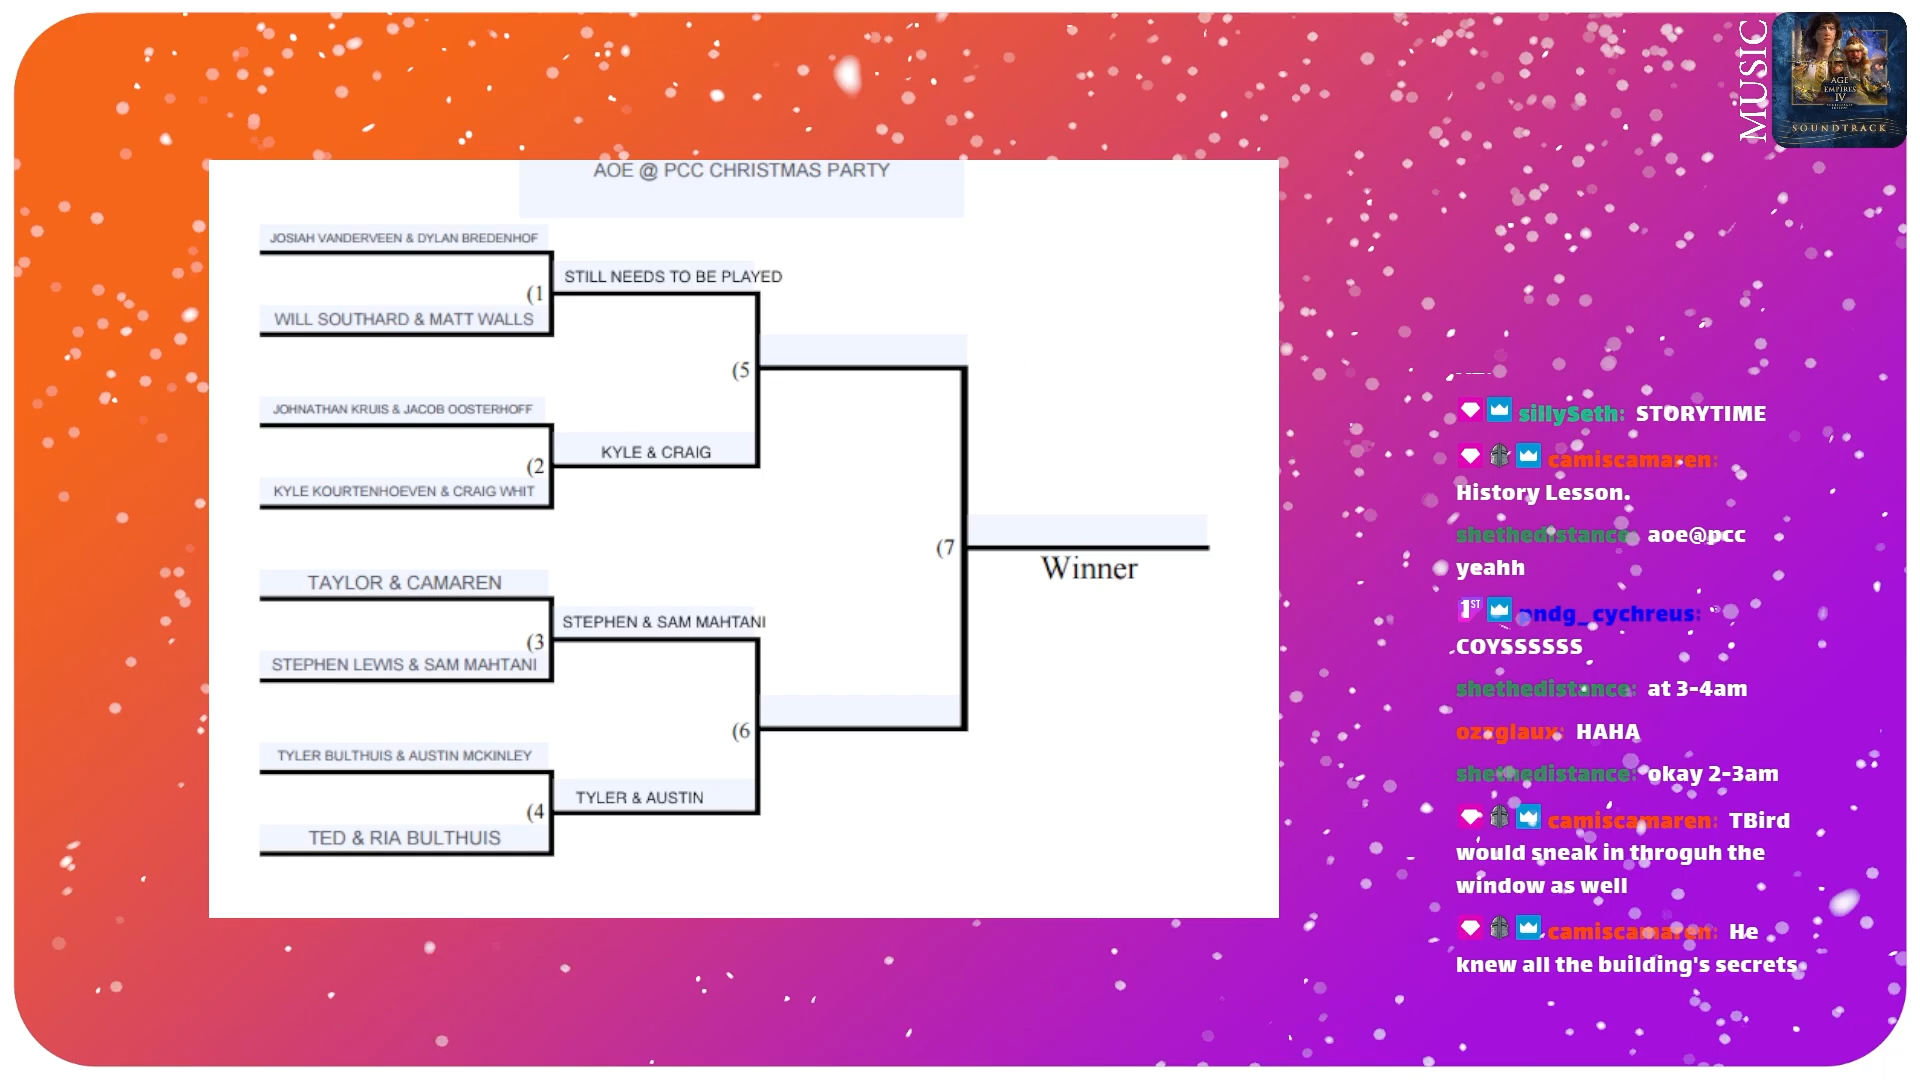 MUSIC
AGE
EMPIRES
IV
SOUNDTRACK
AOE @ PCC CHRISTMAS PARTY
JOSIAH VANDERVEEN & DYLAN BREDENHOF
STILL NEEDS TO BE PLAYED
(1
WILL SOUTHARD & MATT WALLS
(5
JOHNATHAN KRUIS & JACOB OOSTERHOFF
KYLE & CRAIG
(2
KYLE KOURTENHOEVEN & CRAIG WHIT
(7
Winner
TAYLOR & CAMAREN
STEPHEN & SAM MAHTANI
(3
STEPHEN LEWIS & SAM MAHTANI
(6
TYLER BULTHUIS & AUSTIN MCKINLEY
TYLER & AUSTIN
(4
TED & RIA BULTHUIS
sillySeth: STORYTIME
camiscamaren:
History Lesson.
shethedistance: aoe@pcc
yeahh
1ST pndg_cychreus:
COYSSSSSS
shethedistance: at 3-4am
ozzglaux: HAHA
shethedistance: okay 2-3am
camiscamaren: TBird
would sneak in throguh the
window as well
camiscamaren: He
knew all the building's secrets